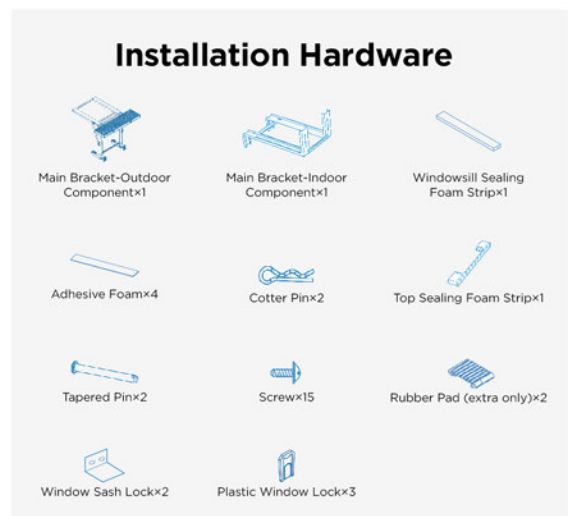 Installation Hardware
Main Bracket-Outdoor
Component×1
Main Bracket-Indoor
Component×1
Windowsill Sealing
Foam Strip×1
Adhesive Foam×4
Cotter Pin×2
Top Sealing Foam Strip×1
Tapered Pin×2
Screw×15
Rubber Pad (extra only)×2
Window Sash Lock×2
Plastic Window Lock×3